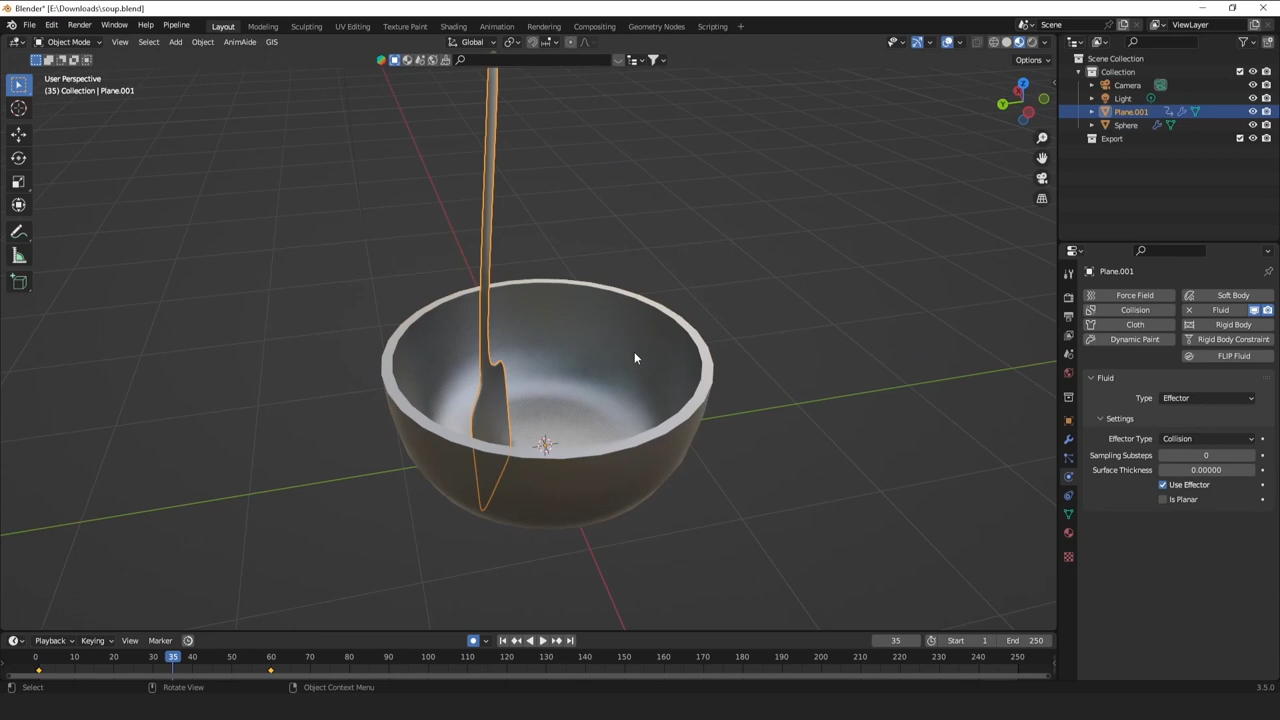 Blender* [E:\Downloads\soup.blend]
File Edit Render Window Help Pipeline
Layout Modeling Sculpting UV Editing Texture Paint Shading Animation Rendering Compositing Geometry Nodes Scripting +
Scene ViewLayer
Object Mode View Select Add Object AnimAide GIS Global
Options
User Perspective
(35) Collection | Plane.001
Z
Y
Scene Collection
Collection
Camera
Light
Plane.001
Sphere
Export
Plane.001
Force Field Soft Body
Collision Fluid
Cloth Rigid Body
Dynamic Paint Rigid Body Constraint
FLIP Fluid
Fluid
Type Effector
Settings
Effector Type Collision
Sampling Substeps 0
Surface Thickness 0.00000
Use Effector
Is Planar
Playback Keying View Marker 35 Start 1 End 250
0 10 20 30 35 50 60 70 80 90 100 110 120 130 140 150 160 170 180 190 200 210 220 230 240 250
Select Rotate View Object Context Menu 3.5.0